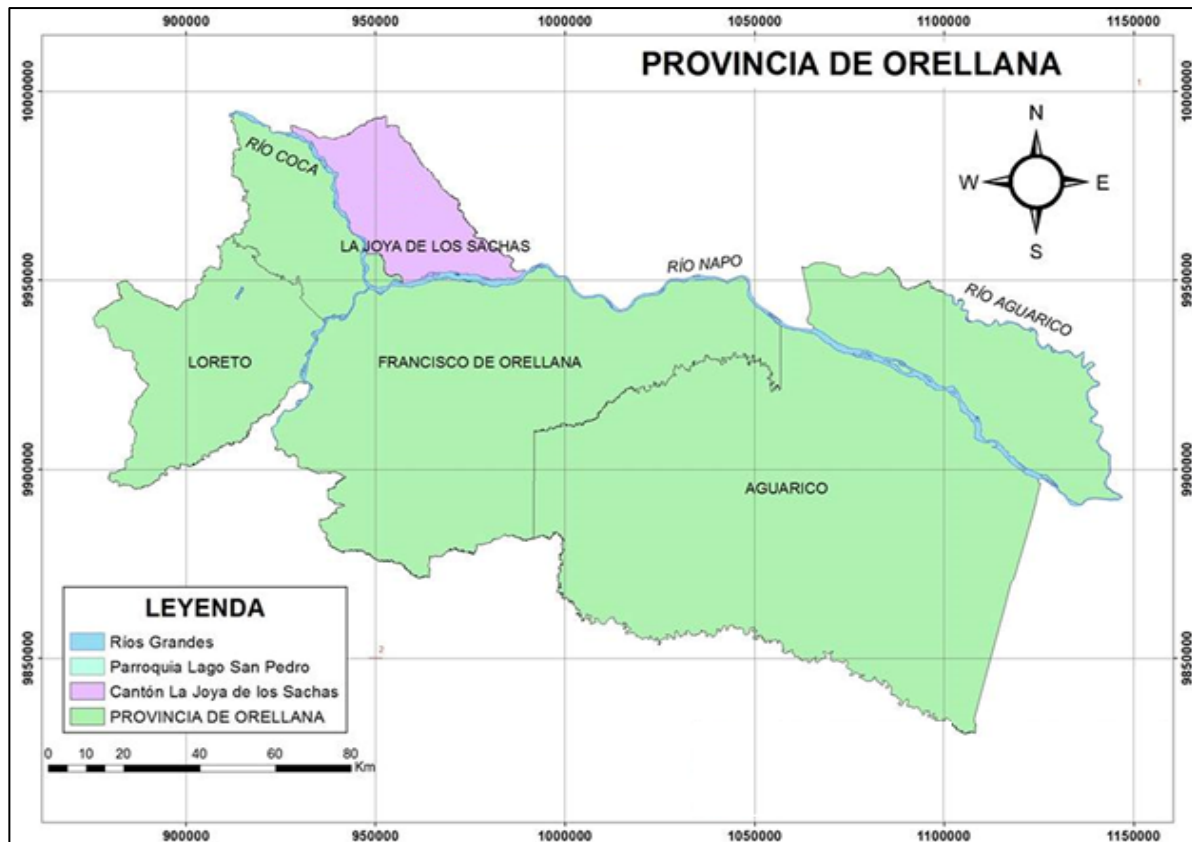 900000 950000 1000000 1050000 1100000 1150000
PROVINCIA DE ORELLANA
1
10000000 10000000
N
W E
S
RÍO COCA
LA JOYA DE LOS SACHAS
RÍO NAPO
9950000 9950000
RÍO AGUARICO
LORETO
FRANCISCO DE ORELLANA
9900000 9900000
AGUARICO
LEYENDA
Ríos Grandes
Parroquia Lago San Pedro
Cantón La Joya de los Sachas
PROVINCIA DE ORELLANA
2
9850000 9850000
0 10 20 40 60 80
Km
900000 950000 1000000 1050000 1100000 1150000